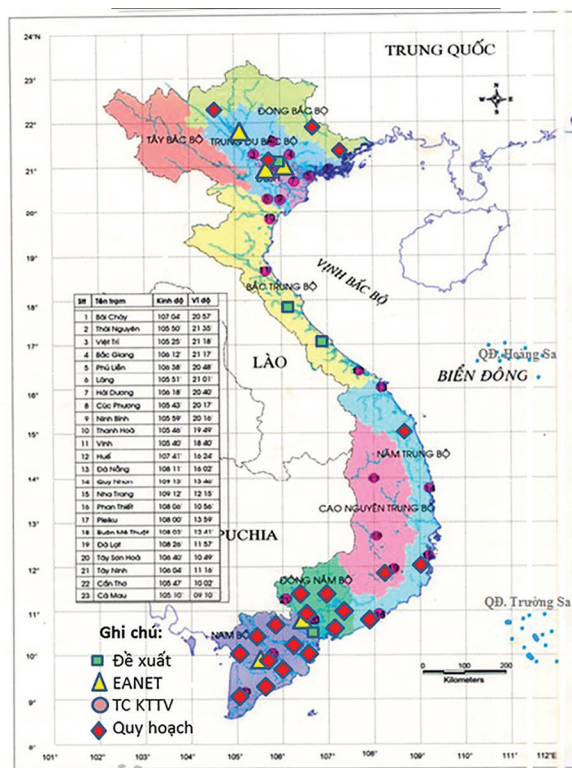 24°N
TRUNG QUỐC
23°
ĐÔNG BẮC BỘ
22°
TÂY BẮC BỘ
TRUNG DU BẮC BỘ
21°
20°
19°
VỊNH BẮC BỘ
BẮC TRUNG BỘ
18°
17°
LÀO
QĐ. Hoàng Sa
BIỂN ĐÔNG
16°
15°
NAM TRUNG BỘ
14°
CAO NGUYÊN TRUNG BỘ
13°
PUCHIA
12°
ĐÔNG NAM BỘ
11°
QĐ. Trường Sa
NAM BỘ
10°
9°
8°
Stt Tên trạm Kinh độ Vĩ độ
1 Bãi Cháy 107 04' 20 57'
2 Thái Nguyên 105 50' 21 35'
3 Việt Trì 105 25' 21 18'
4 Bắc Giang 106 12' 21 17'
5 Phủ Liễn 106 38' 20 48'
6 Láng 105 51' 21 01'
7 Hải Dương 106 18' 20 40'
8 Cúc Phương 105 43' 20 17'
9 Ninh Bình 105 59' 20 16'
10 Thanh Hoá 105 46' 19 49'
11 Vinh 105 40' 18 40'
12 Huế 107 41' 16 24'
13 Đà Nẵng 108 11' 16 02'
14 Quy Nhơn 109 13' 13 46'
15 Nha Trang 109 12' 12 15'
16 Phan Thiết 108 06' 10 56'
17 Pleiku 108 00' 13 59'
18 Buôn Mê Thuột 108 03' 12 41'
19 Đà Lạt 108 26' 11 57'
20 Tây Sơn Hoà 106 40' 10 49'
21 Tây Ninh 106 04' 11 16'
22 Cần Thơ 105 47' 10 02'
23 Cà Mau 105 10' 09 10'
Ghi chú:
Đề xuất
EANET
TC KTTV
Quy hoạch
0 100 200
Kilometers
101° 102° 103° 104° 105° 106° 107° 108° 109° 110° 111° 112°E